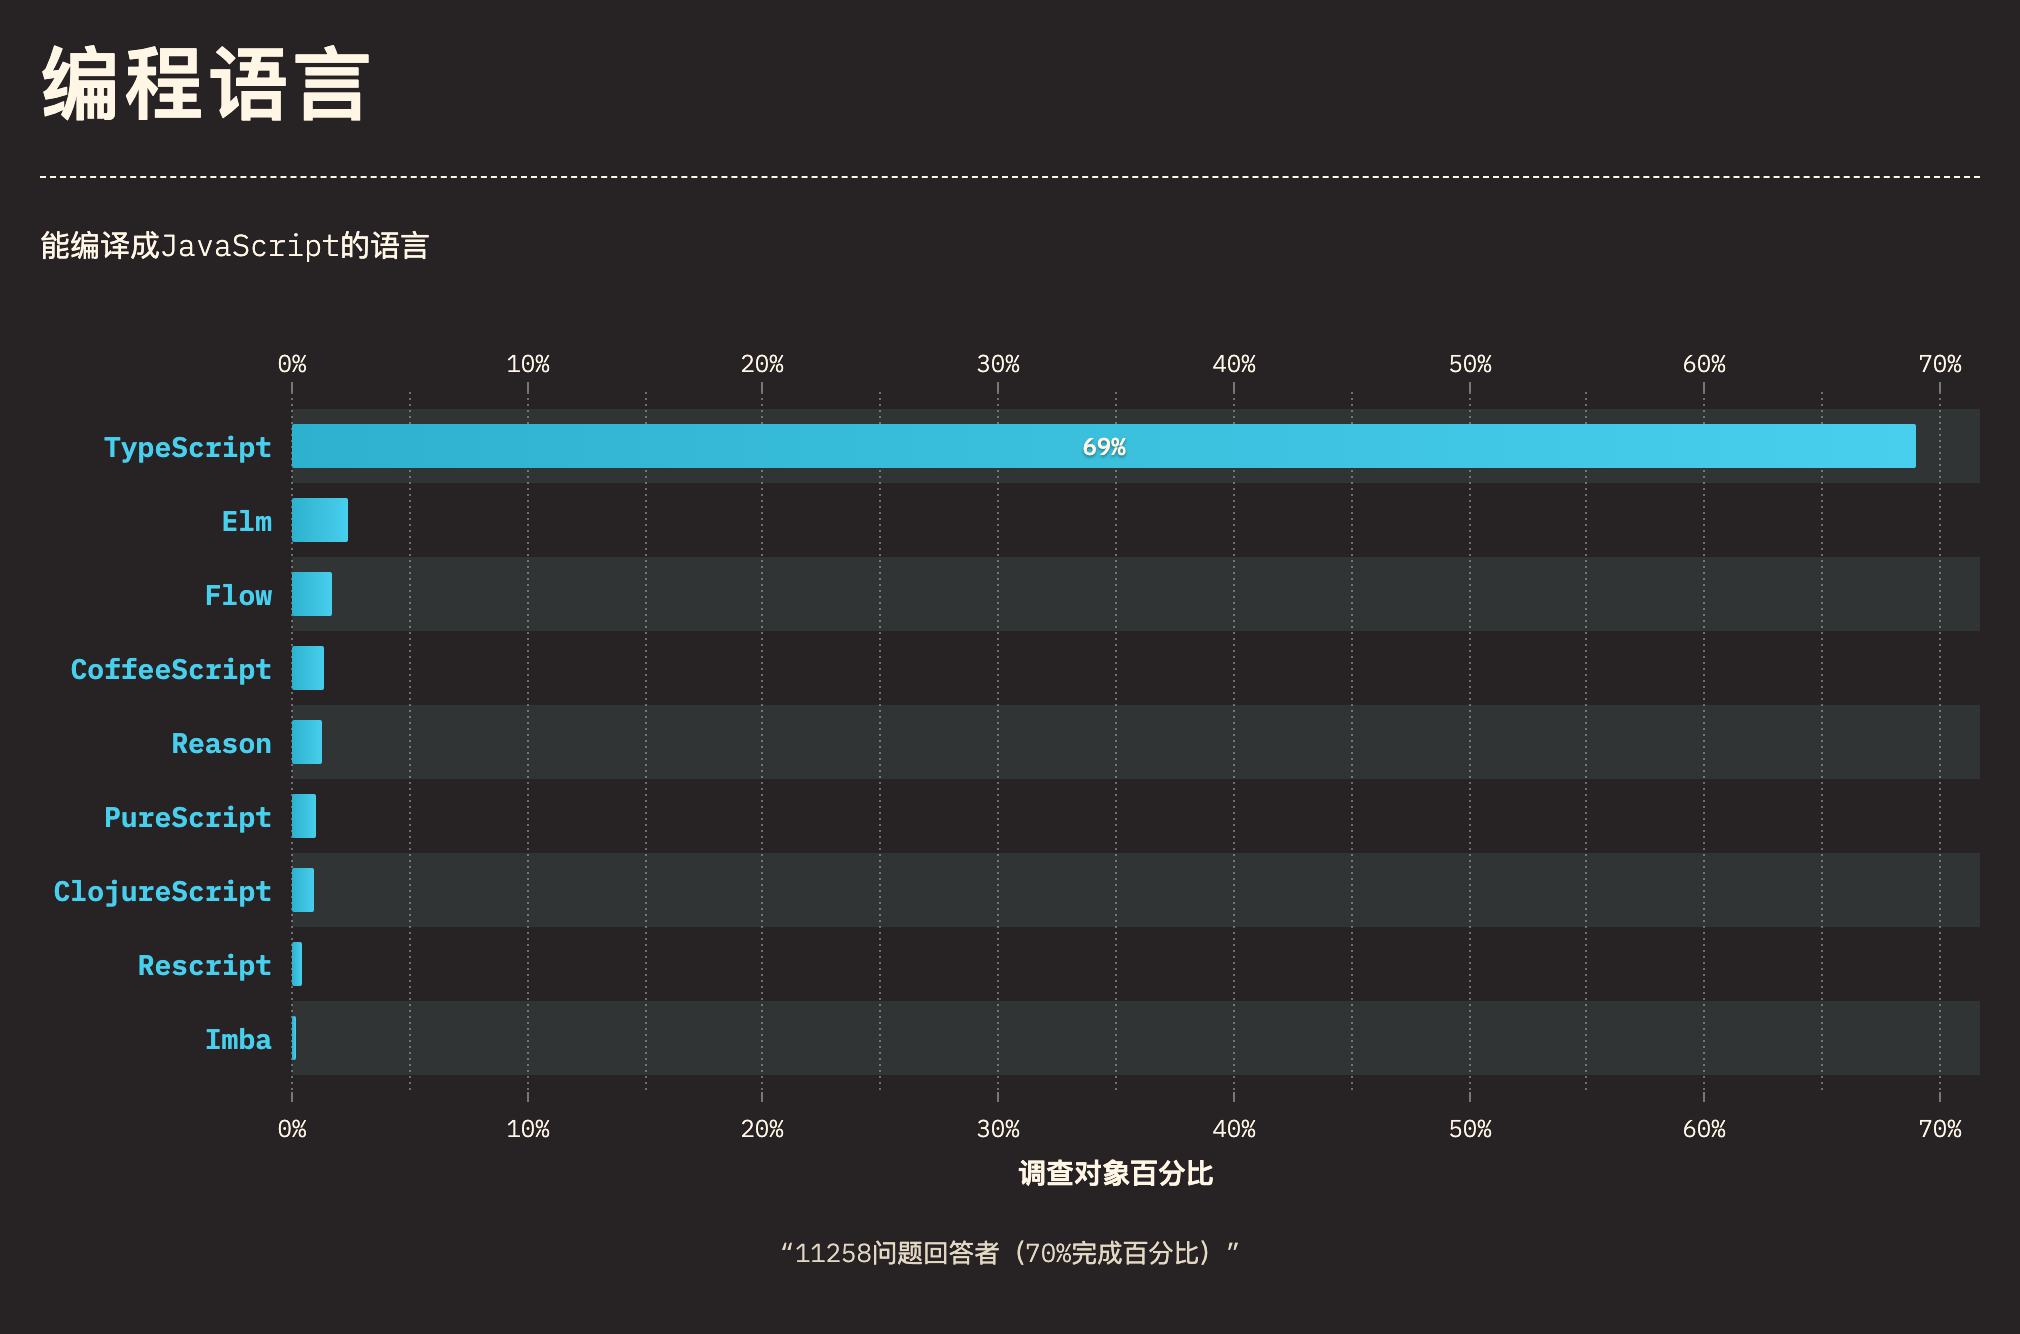 编程语言
能编译成JavaScript的语言
0% 10% 20% 30% 40% 50% 60% 70%
TypeScript 69%
Elm
Flow
CoffeeScript
Reason
PureScript
ClojureScript
Rescript
Imba
0% 10% 20% 30% 40% 50% 60% 70%
调查对象百分比
“11258问题回答者（70%完成百分比）”